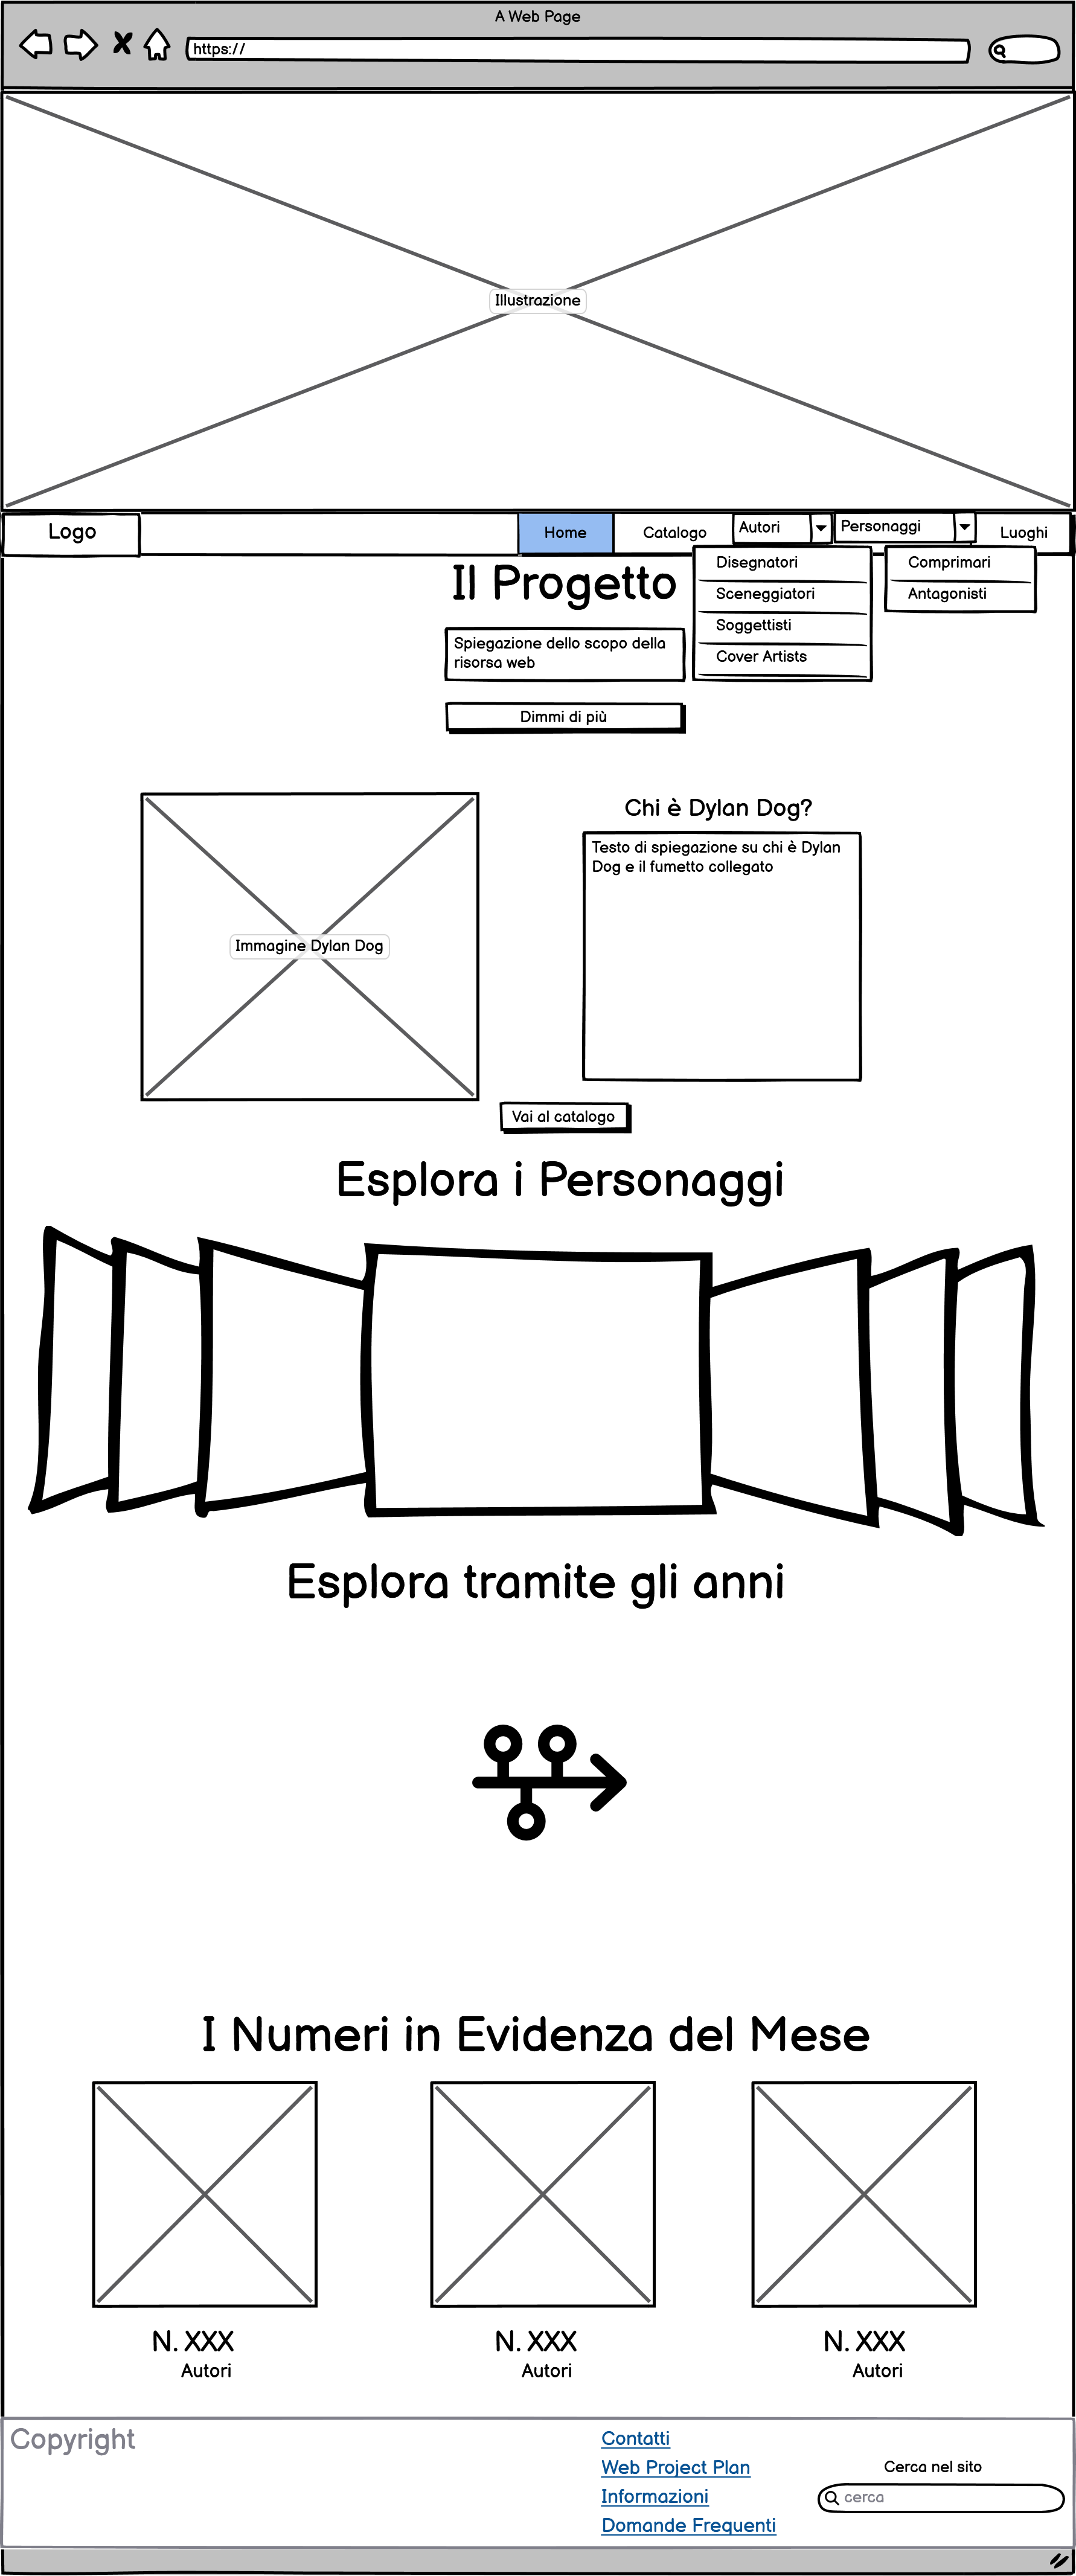 A Web Page
https://
Illustrazione
Logo
Home
Catalogo
Autori
Personaggi
Luoghi
Disegnatori
Sceneggiatori
Soggettisti
Cover Artists
Comprimari
Antagonisti
Il Progetto
Spiegazione dello scopo della
risorsa web
Dimmi di più
Immagine Dylan Dog
Chi è Dylan Dog?
Testo di spiegazione su chi è Dylan
Dog e il fumetto collegato
Vai al catalogo
Esplora i Personaggi
Esplora tramite gli anni
I Numeri in Evidenza del Mese
N. XXX
Autori
N. XXX
Autori
N. XXX
Autori
Copyright
Contatti
Web Project Plan
Informazioni
Domande Frequenti
Cerca nel sito
cerca